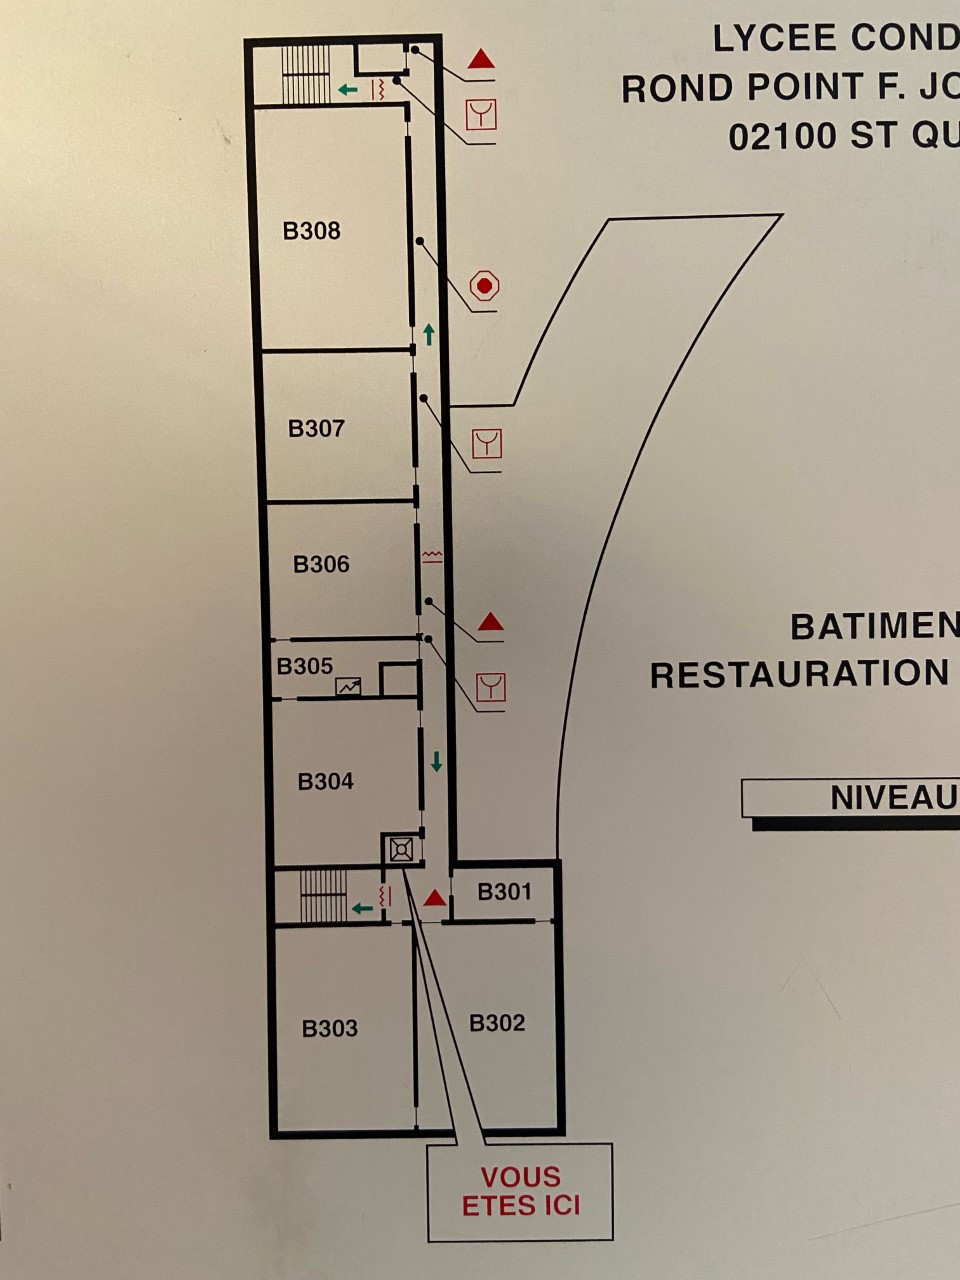 LYCEE COND
ROND POINT F. JO
02100 ST QU
B308
B307
B306
BATIMEN
B305
RESTAURATION
B304
NIVEAU
B301
B303
B302
VOUS
ETES ICI